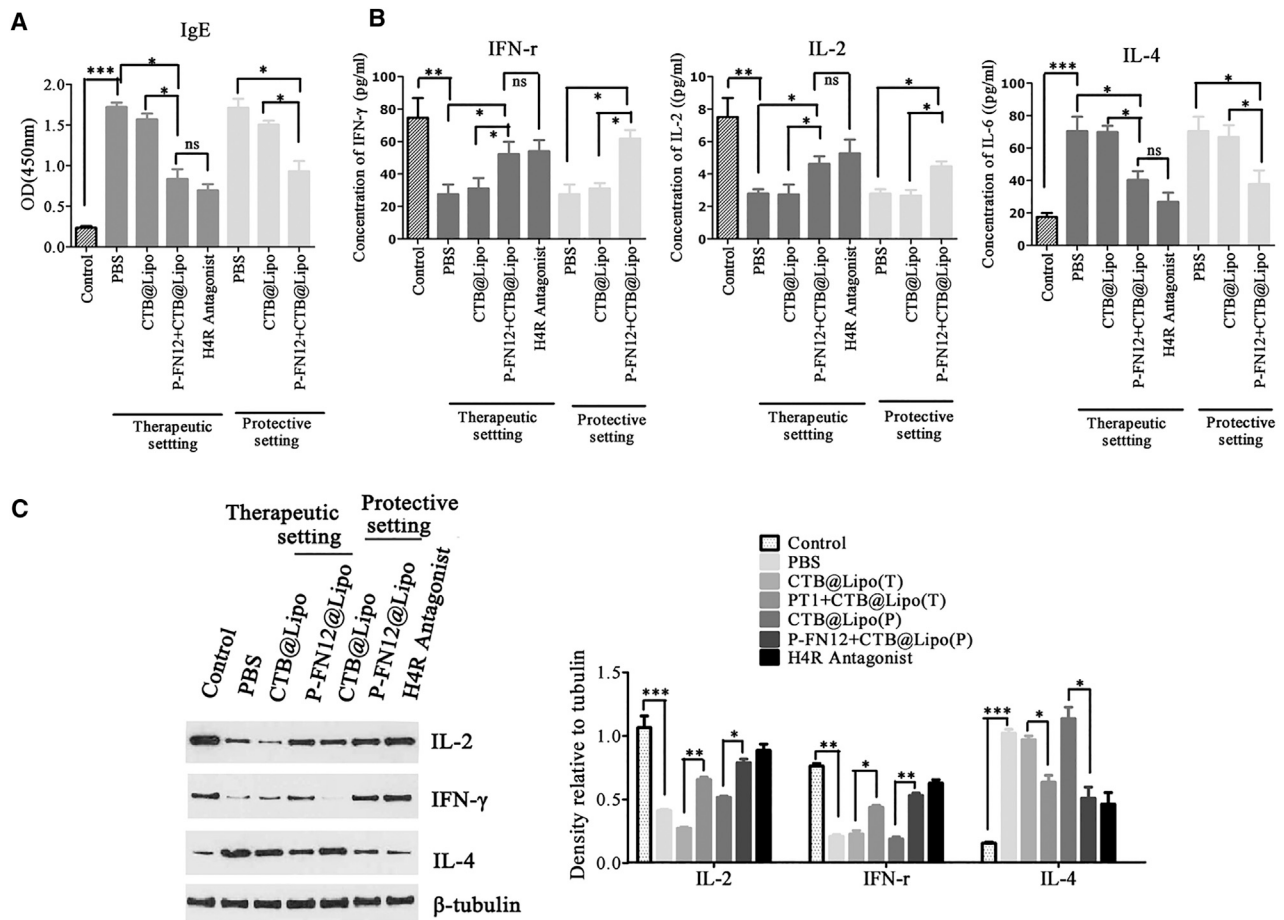 A
IgE
OD(450nm)
2.0
1.5
1.0
0.5
0.0
***
*
*
ns
*
*
Control
PBS
CTB@Lipo
P-FN12+CTB@Lipo
H4R Antagonist
PBS
CTB@Lipo
P-FN12+CTB@Lipo
Therapeutic
setttting
Protective
setting
B
IFN-r
Concentration of IFN-γ (pg/ml)
100
80
60
40
20
0
**
*
*
ns
*
*
Control
PBS
CTB@Lipo
P-FN12+CTB@Lipo
H4R Antagonist
PBS
CTB@Lipo
P-FN12+CTB@Lipo
Therapeutic
setttting
Protective
setting
IL-2
Concentration of IL-2 ((pg/ml)
10
8
6
4
2
0
**
*
*
ns
*
*
Control
PBS
CTB@Lipo
P-FN12+CTB@Lipo
H4R Antagonist
PBS
CTB@Lipo
P-FN12+CTB@Lipo
Therapeutic
setttting
Protective
setting
IL-4
Concentration of IL-6 ((pg/ml)
100
80
60
40
20
0
***
*
*
ns
*
*
Control
PBS
CTB@Lipo
P-FN12+CTB@Lipo
H4R Antagonist
PBS
CTB@Lipo
P-FN12+CTB@Lipo
Therapeutic
setttting
Protective
setting
C
Therapeutic
setting
Protective
setting
Control
PBS
CTB@Lipo
P-FN12@Lipo
CTB@Lipo
P-FN12@Lipo
H4R Antagonist
IL-2
IFN-γ
IL-4
β-tubulin
Control
PBS
CTB@Lipo(T)
PT1+CTB@Lipo(T)
CTB@Lipo(P)
P-FN12+CTB@Lipo(P)
H4R Antagonist
Density relative to tubulin
1.5
1.0
0.5
0.0
***
**
*
**
*
**
***
*
*
IL-2
IFN-r
IL-4